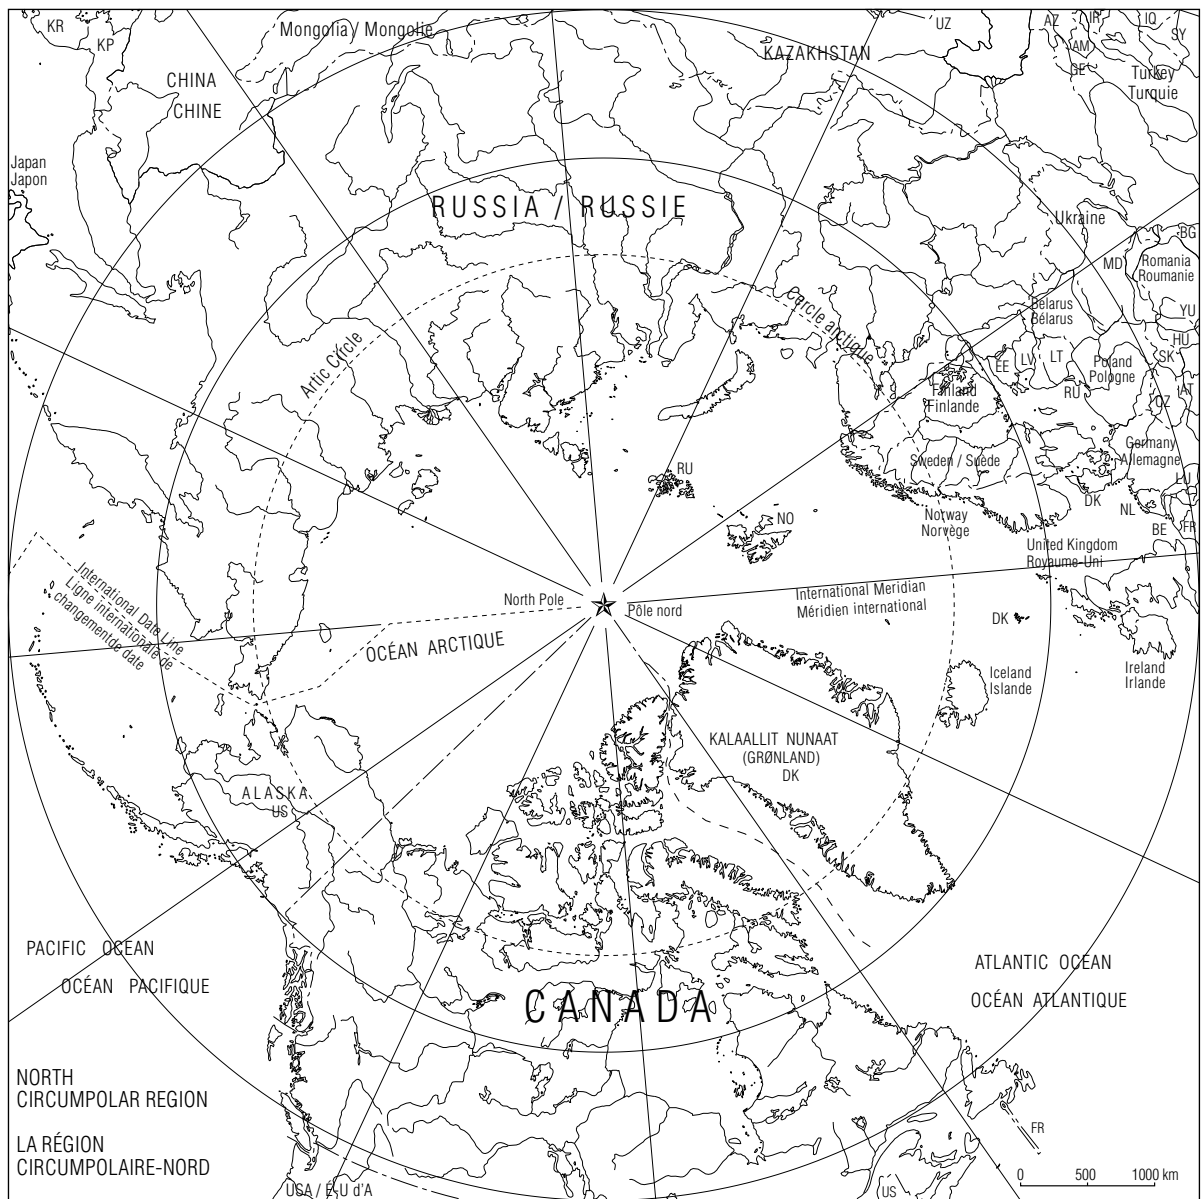 KR
KP
Mongolia / Mongolie
CHINA
CHINE
KAZAKHSTAN
UZ
AZ
IR
IQ
SY
AM
GE
Turkey
Turquie
Japan
Japon
RUSSIA / RUSSIE
Ukraine
BG
MD
Romania
Roumanie
YU
HU
Belarus
Bélarus
SK
AT
CZ
EE
LV
LT
RU
Poland
Pologne
Artic Circle
Cercle arctique
Finland
Finlande
Sweden / Suède
Germany
Allemagne
LU
DK
NL
BE
FR
RU
NO
Norway
Norvège
United Kingdom
Royaume-Uni
International Date Line
Ligne internationale de
changementde date
North Pole
Pôle nord
International Meridian
Méridien international
DK
OCÉAN ARCTIQUE
Iceland
Islande
Ireland
Irlande
KALAALLIT NUNAAT
(GRØNLAND)
DK
ALASKA
US
PACIFIC OCEAN
OCÉAN PACIFIQUE
CANADA
ATLANTIC OCEAN
OCÉAN ATLANTIQUE
NORTH
CIRCUMPOLAR REGION
LA RÉGION
CIRCUMPOLAIRE-NORD
USA / É-U d'A
US
FR
0 500 1000 km